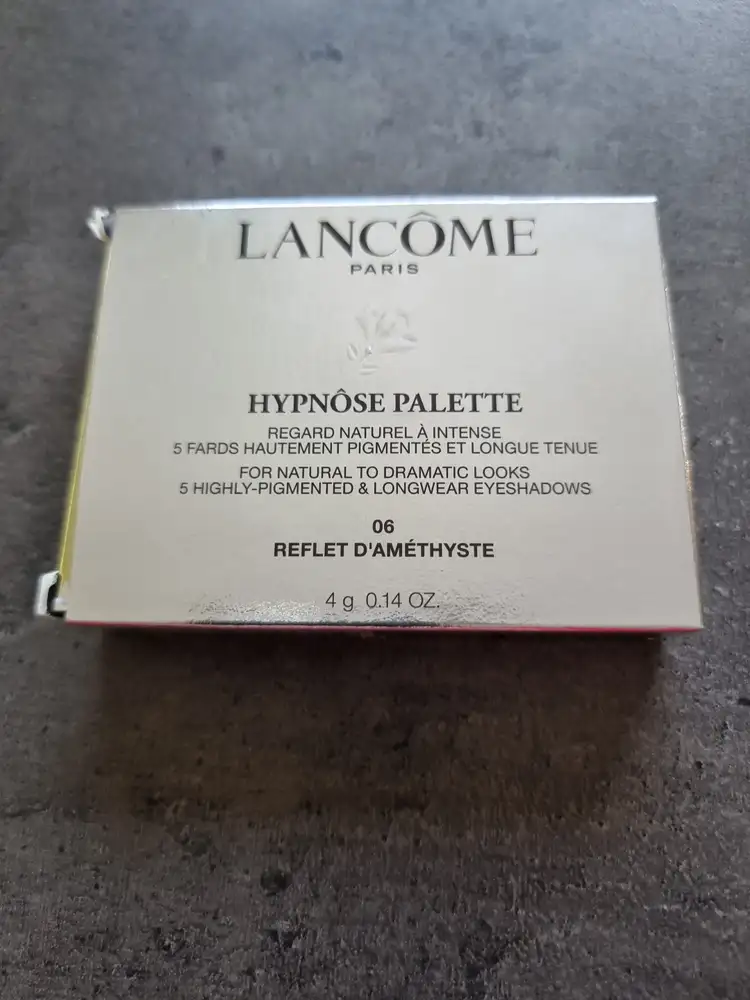 LANCÔME
PARIS
HYPNÔSE PALETTE
REGARD NATUREL À INTENSE
5 FARDS HAUTEMENT PIGMENTÉS ET LONGUE TENUE
FOR NATURAL TO DRAMATIC LOOKS
5 HIGHLY-PIGMENTED & LONGWEAR EYESHADOWS
06
REFLET D'AMÉTHYSTE
4 g 0.14 OZ.